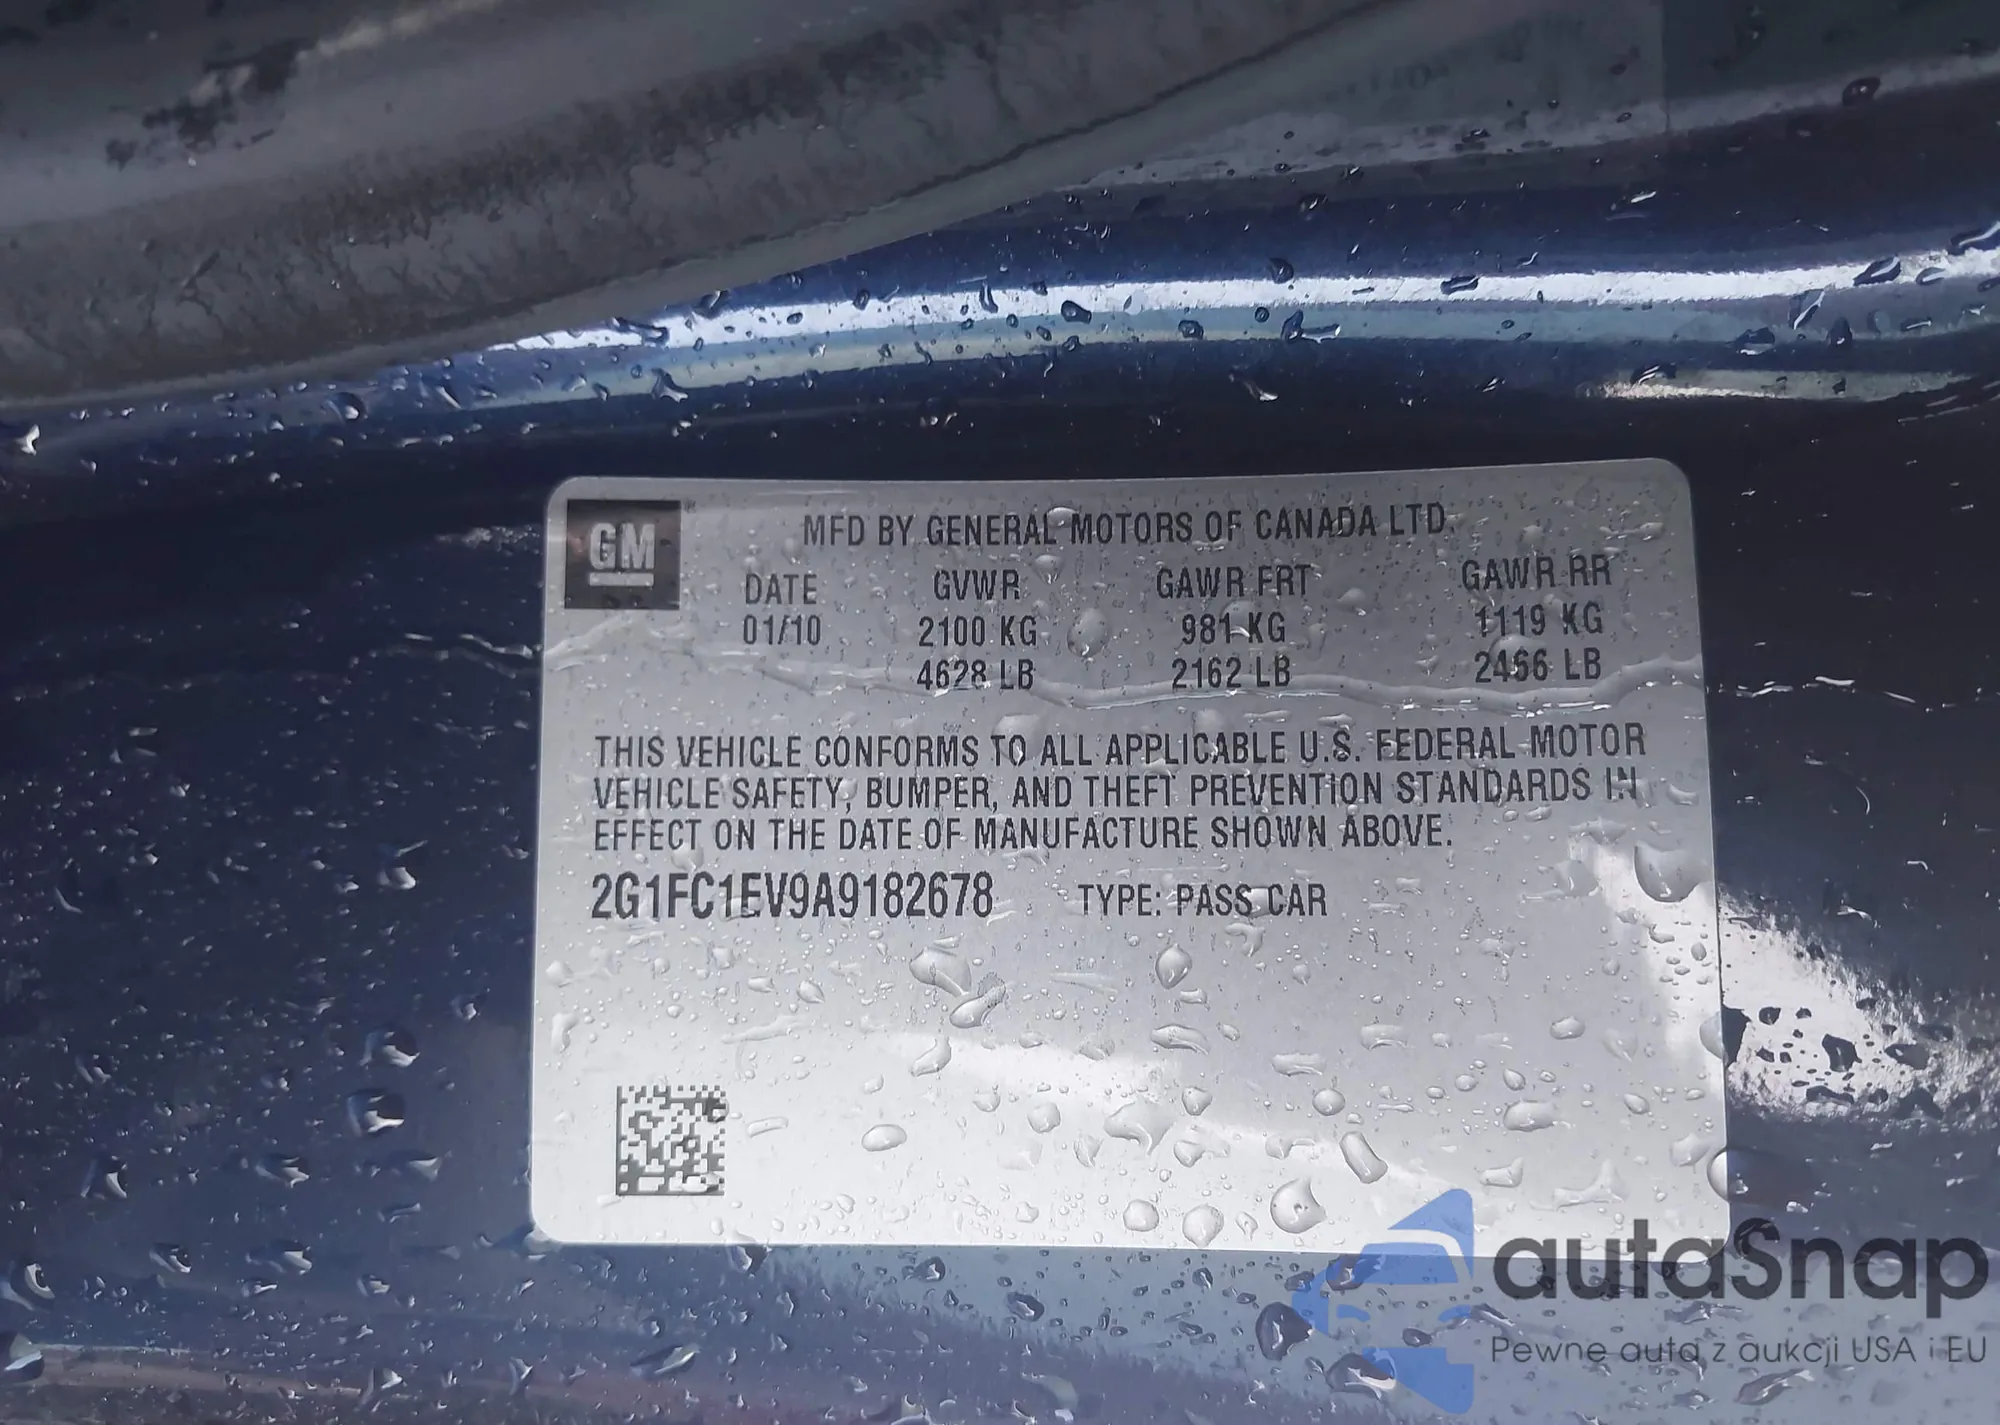 GM
MFD BY GENERAL MOTORS OF CANADA LTD.
DATE GVWR GAWR FRT GAWR RR
01/10 2100 KG 981 KG 1119 KG
4628 LB 2162 LB 2466 LB
THIS VEHICLE CONFORMS TO ALL APPLICABLE U.S. FEDERAL MOTOR
VEHICLE SAFETY, BUMPER, AND THEFT PREVENTION STANDARDS IN
EFFECT ON THE DATE OF MANUFACTURE SHOWN ABOVE.
2G1FC1EV9A9182678 TYPE: PASS CAR
autaSnap
Pewne auta z aukcji USA i EU